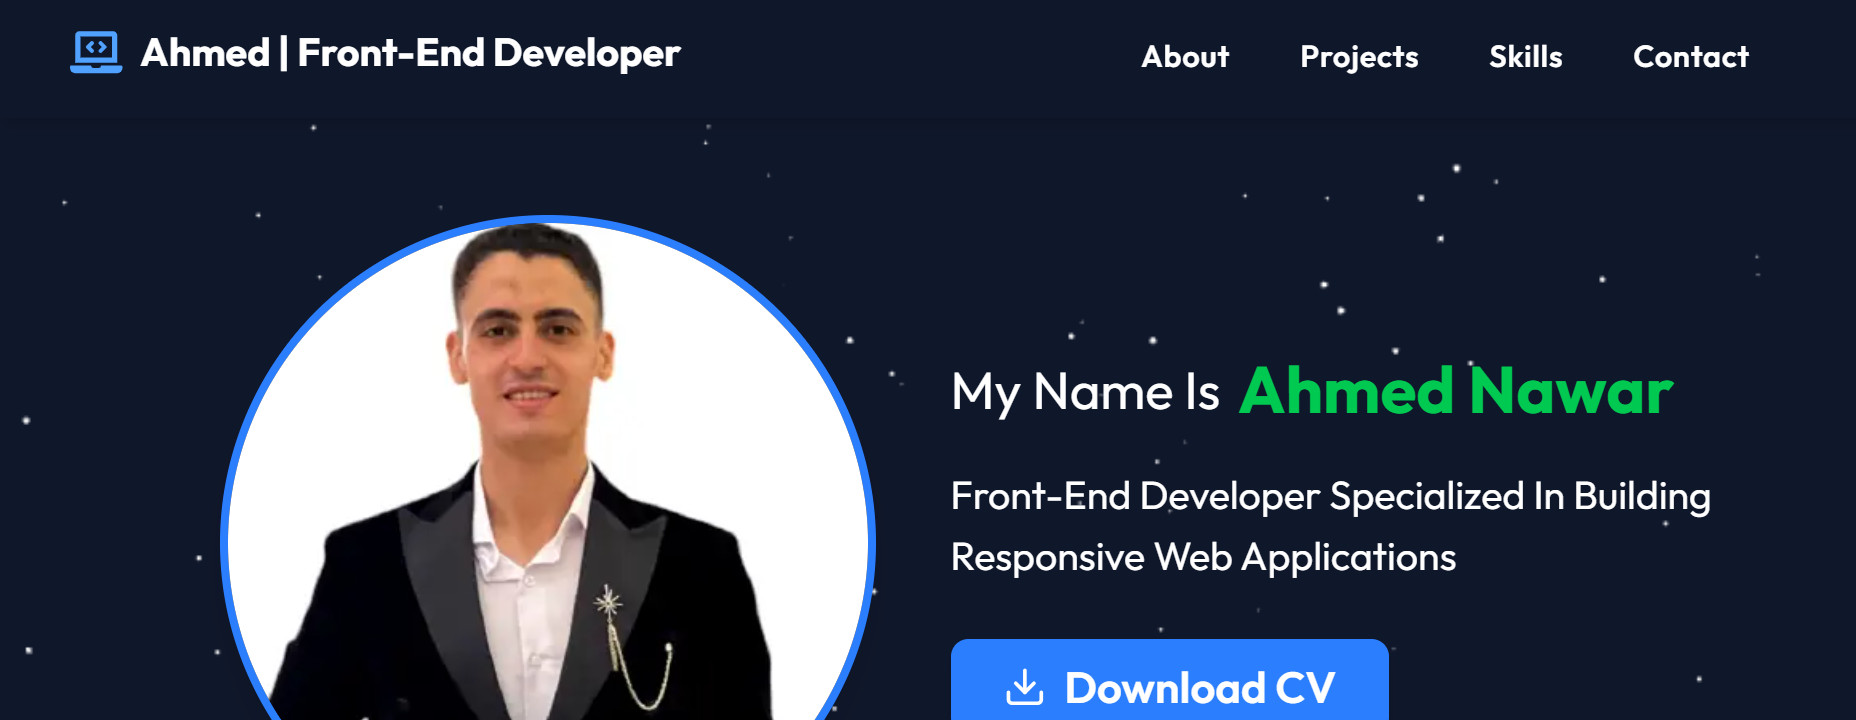 Ahmed | Front-End Developer
About
Projects
Skills
Contact
My Name Is Ahmed Nawar
Front-End Developer Specialized In Building
Responsive Web Applications
Download CV